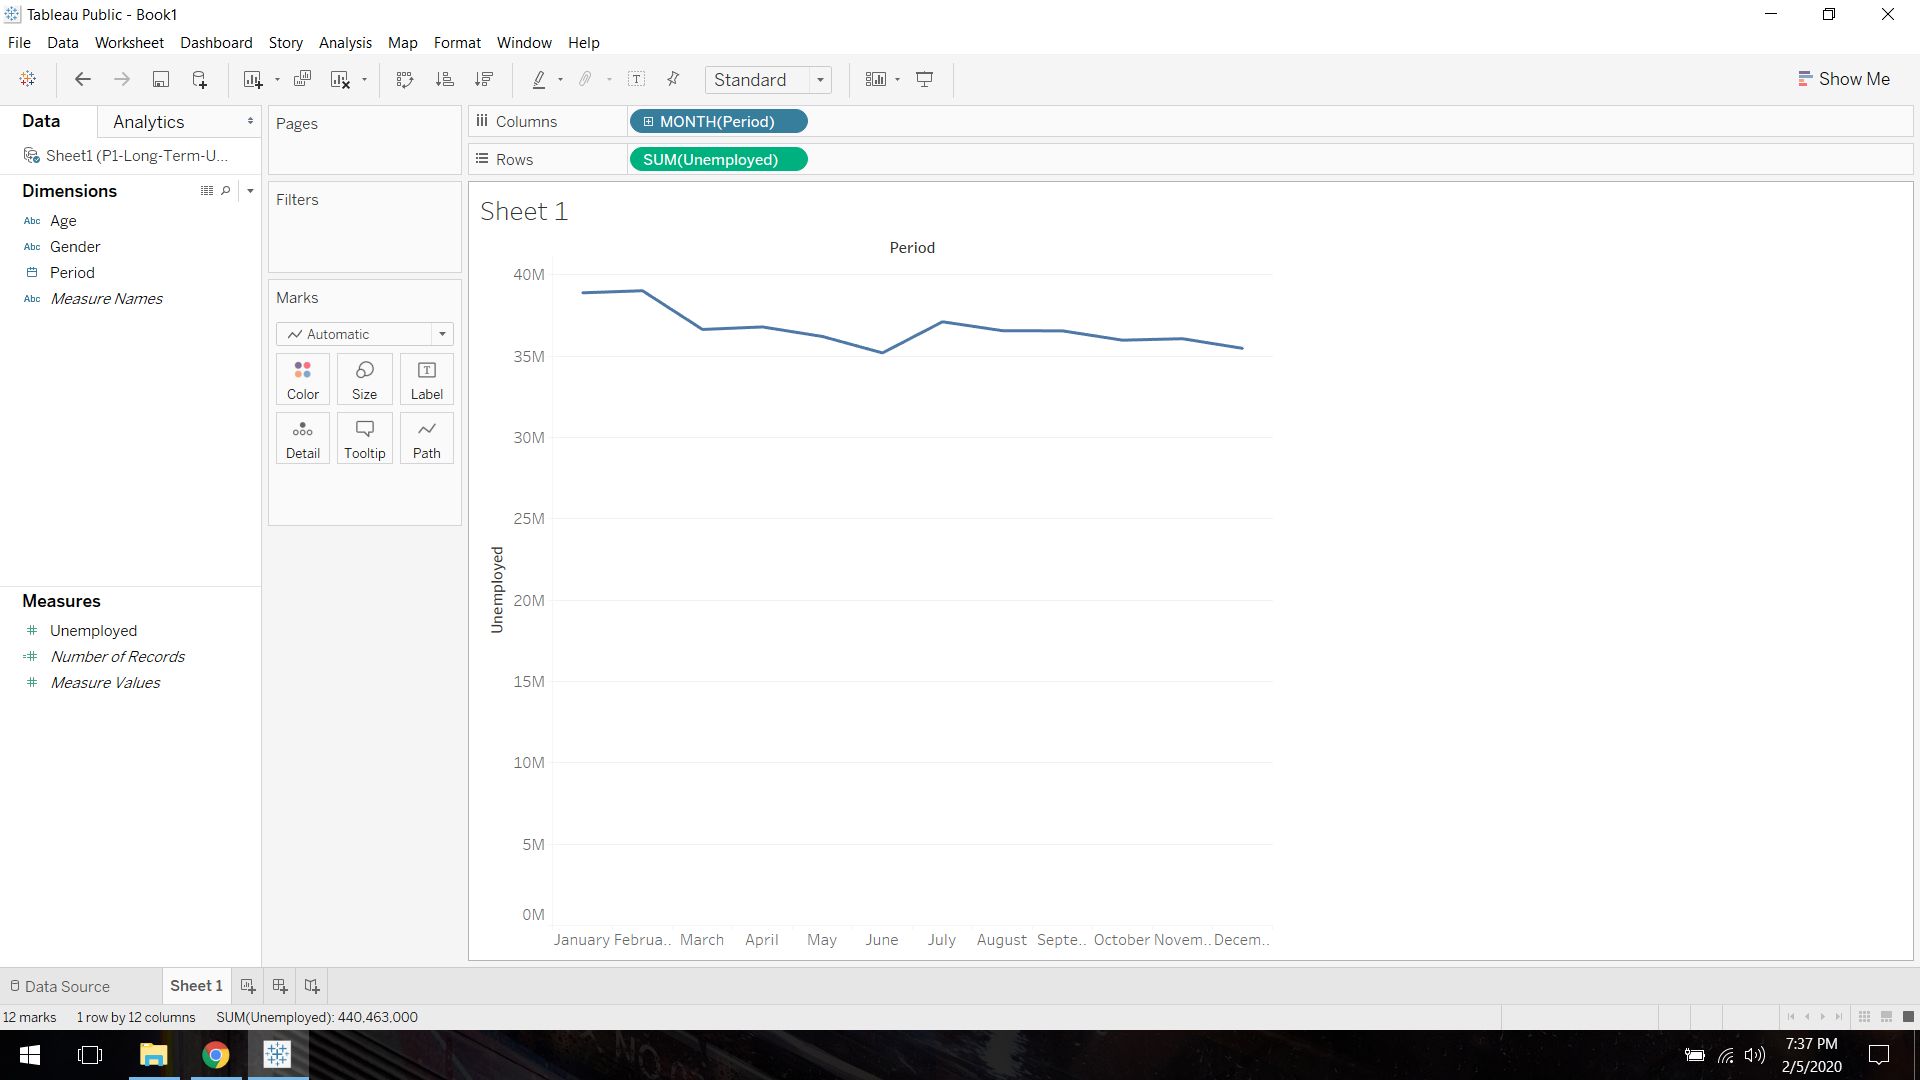 Tableau Public - Book1
File Data Worksheet Dashboard Story Analysis Map Format Window Help
Standard
Show Me
Data Analytics
Sheet1 (P1-Long-Term-U...
Dimensions
Abc Age
Abc Gender
Period
Abc Measure Names
Measures
Unemployed
Number of Records
Measure Values
Pages
Filters
Marks
Automatic
Color Size Label
Detail Tooltip Path
Columns MONTH(Period)
Rows SUM(Unemployed)
Sheet 1
Period
40M
35M
30M
25M
20M
15M
10M
5M
0M
Unemployed
January Februa.. March April May June July August Septe.. October Novem.. Decem..
Data Source Sheet 1
12 marks 1 row by 12 columns SUM(Unemployed): 440,463,000
7:37 PM
2/5/2020